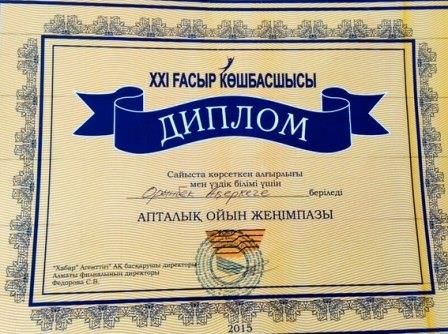 XXI ҒАСЫР КӨШБАСШЫСЫ
ДИПЛОМ
Сайыста көрсеткен алғырлығы
мен үздік білімі үшін
беріледі
АПТАЛЫҚ ОЙЫН ЖЕҢІМПАЗЫ
"Хабар" Агенттігі" АҚ басқарушы директоры
Алматы филиалының директоры
Федорова С.В.
2015